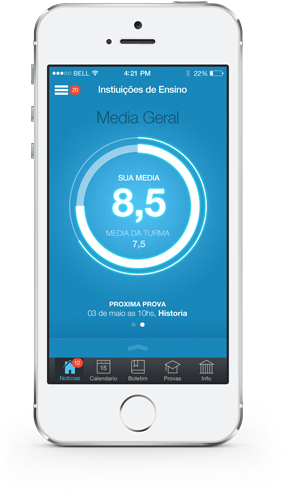 BELL 4:21 PM 22%
20 Instiuições de Ensino
Media Geral
SUA MEDIA
8,5
MEDIA DA TURMA
7,5
PROXIMA PROVA
03 de maio as 10hs, Historia
12 15
Notícias Calendario Boletim Provas Info